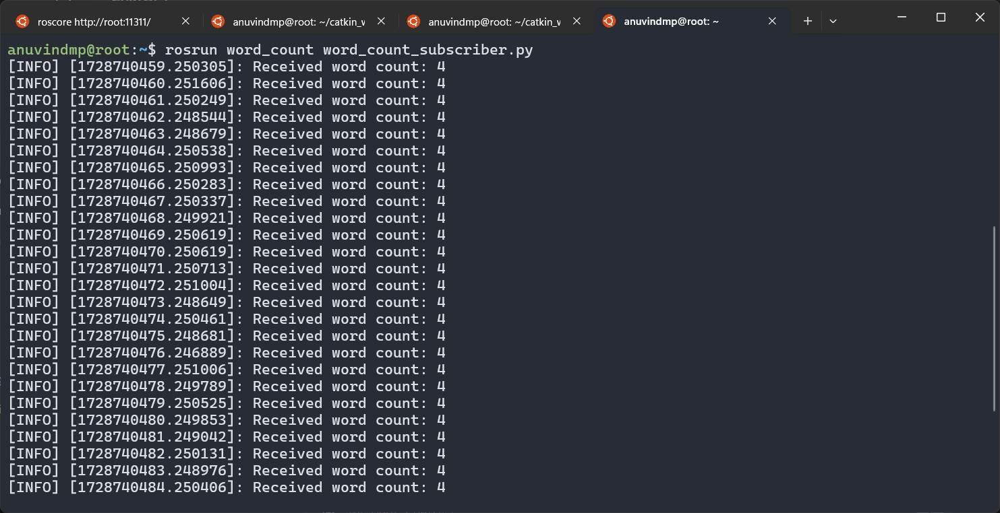 roscore http://root:11311/
anuvindmp@root: ~/catkin_v
anuvindmp@root: ~/catkin_v
anuvindmp@root: ~
anuvindmp@root:~$ rosrun word_count word_count_subscriber.py
[INFO] [1728740459.250305]: Received word count: 4
[INFO] [1728740460.251606]: Received word count: 4
[INFO] [1728740461.250249]: Received word count: 4
[INFO] [1728740462.248544]: Received word count: 4
[INFO] [1728740463.248679]: Received word count: 4
[INFO] [1728740464.250538]: Received word count: 4
[INFO] [1728740465.250993]: Received word count: 4
[INFO] [1728740466.250283]: Received word count: 4
[INFO] [1728740467.250337]: Received word count: 4
[INFO] [1728740468.249921]: Received word count: 4
[INFO] [1728740469.250619]: Received word count: 4
[INFO] [1728740470.250619]: Received word count: 4
[INFO] [1728740471.250713]: Received word count: 4
[INFO] [1728740472.251004]: Received word count: 4
[INFO] [1728740473.248649]: Received word count: 4
[INFO] [1728740474.250461]: Received word count: 4
[INFO] [1728740475.248681]: Received word count: 4
[INFO] [1728740476.246889]: Received word count: 4
[INFO] [1728740477.251006]: Received word count: 4
[INFO] [1728740478.249789]: Received word count: 4
[INFO] [1728740479.250525]: Received word count: 4
[INFO] [1728740480.249853]: Received word count: 4
[INFO] [1728740481.249042]: Received word count: 4
[INFO] [1728740482.250131]: Received word count: 4
[INFO] [1728740483.248976]: Received word count: 4
[INFO] [1728740484.250406]: Received word count: 4